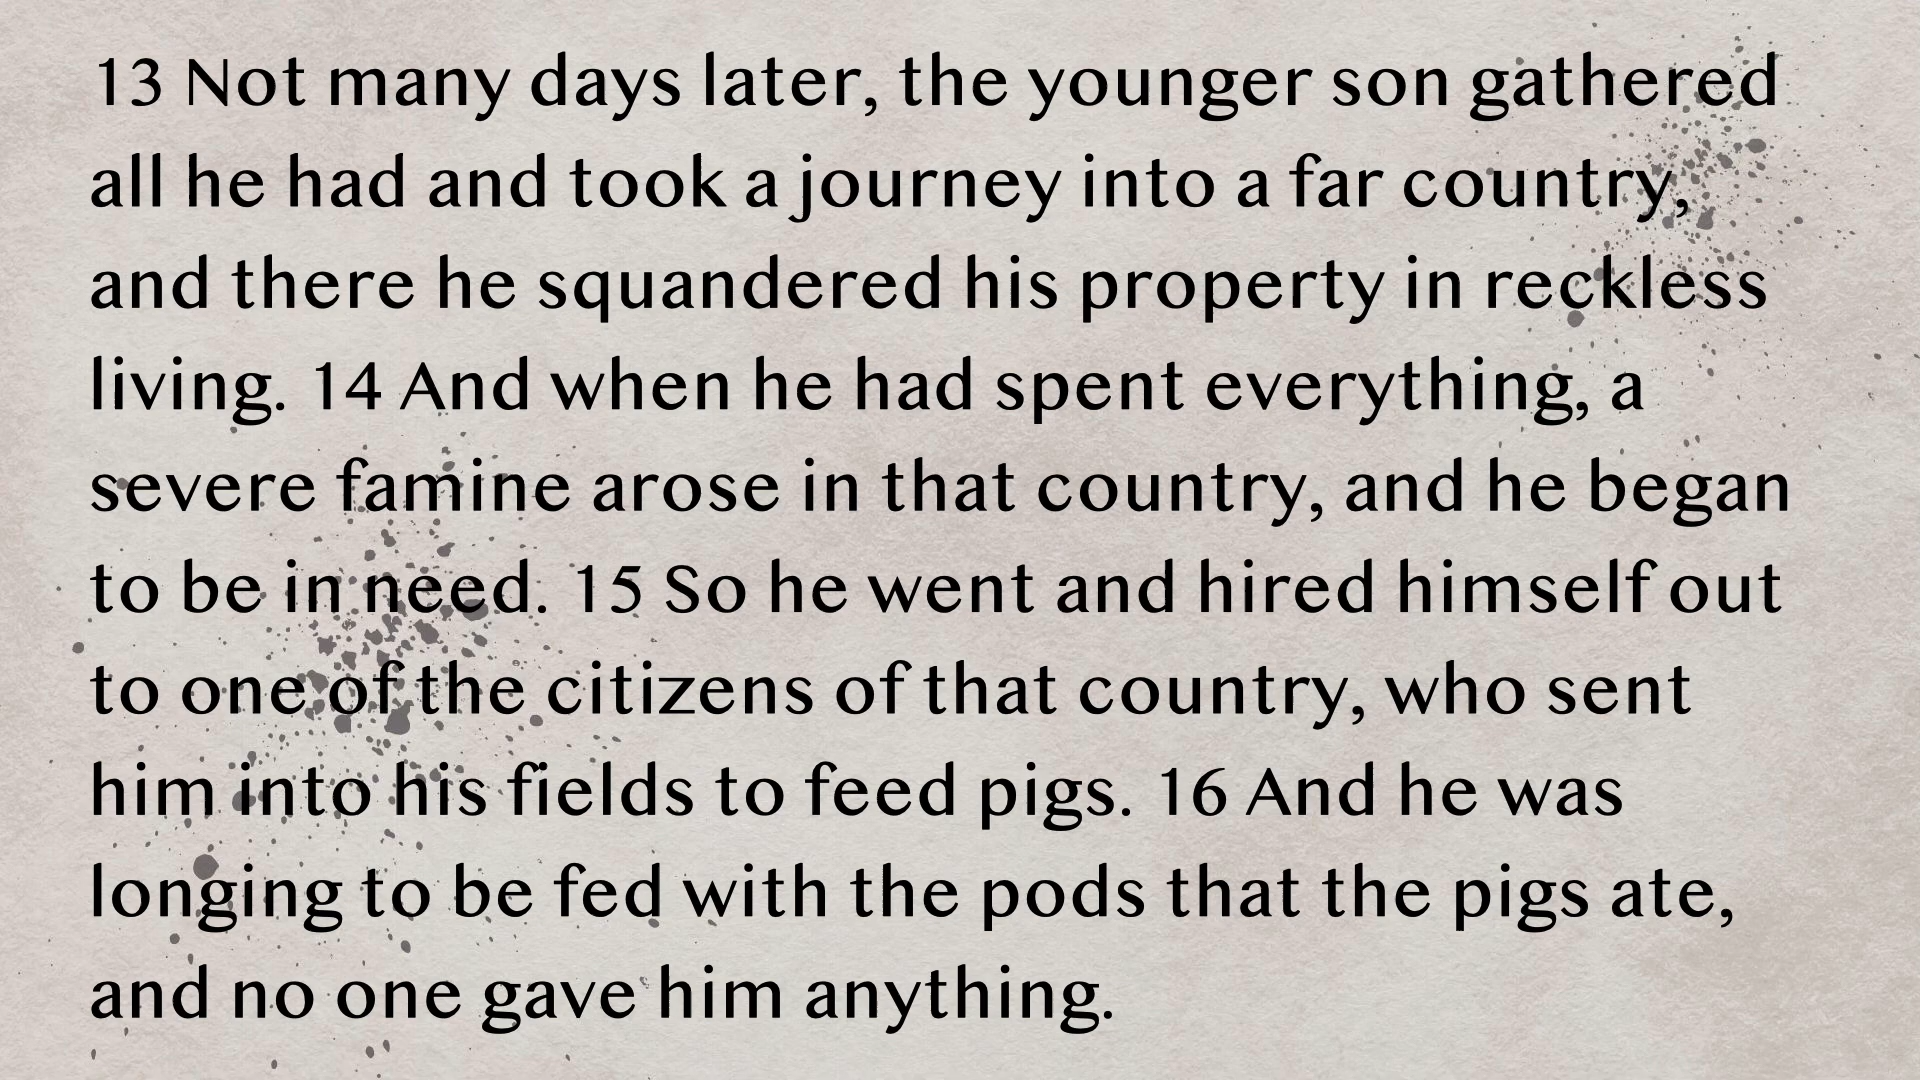 13 Not many days later, the younger son gathered
all he had and took a journey into a far country,
and there he squandered his property in reckless
living. 14 And when he had spent everything, a
severe famine arose in that country, and he began
to be in need. 15 So he went and hired himself out
to one of the citizens of that country, who sent
him into his fields to feed pigs. 16 And he was
longing to be fed with the pods that the pigs ate,
and no one gave him anything.